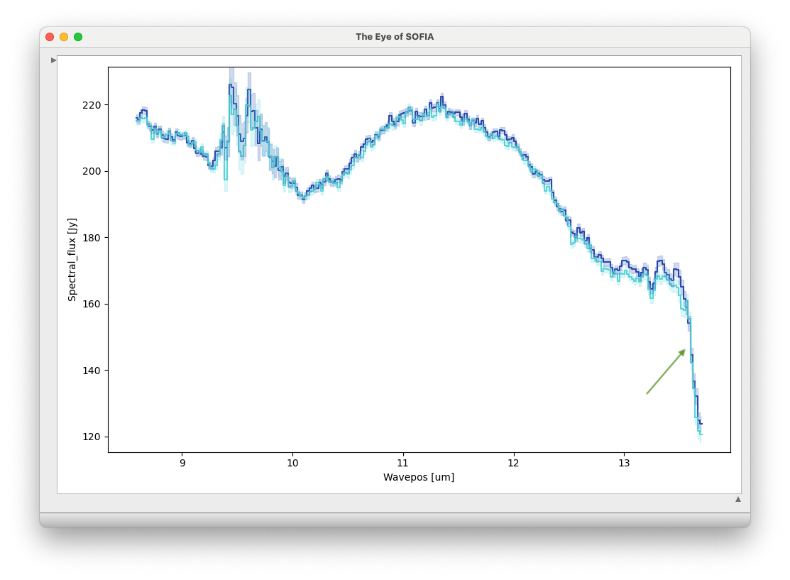 The Eye of SOFIA
220
200
180
160
140
120
Spectral_flux [Jy]
9 10 11 12 13
Wavepos [um]